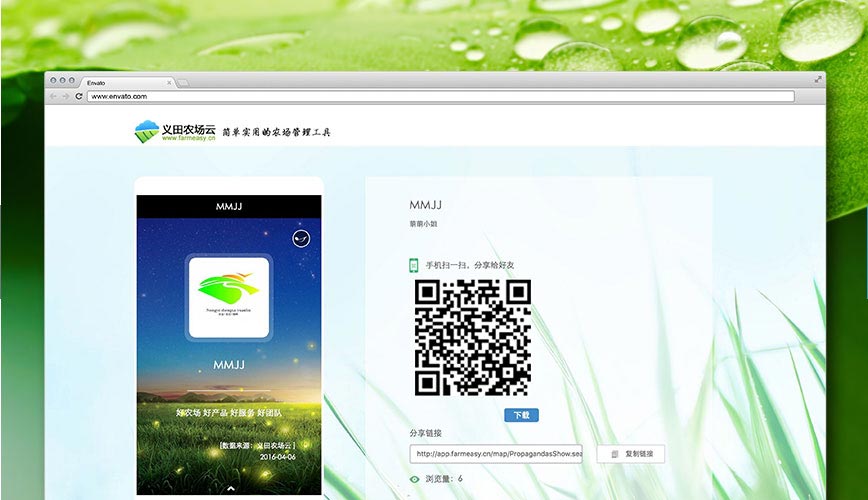 Envato
www.envato.com
义田农场云
www.farmeasy.cn
简单实用的农场管理工具
MMJJ
MMJJ
好农场 好产品 好服务 好团队
[数据来源：义田农场云 ]
2016-04-06
MMJJ
萌萌小姐
手机扫一扫，分享给好友
下载
分享链接
http://app.farmeasy.cn/map/PropagandasShow.sea
复制链接
浏览量：6